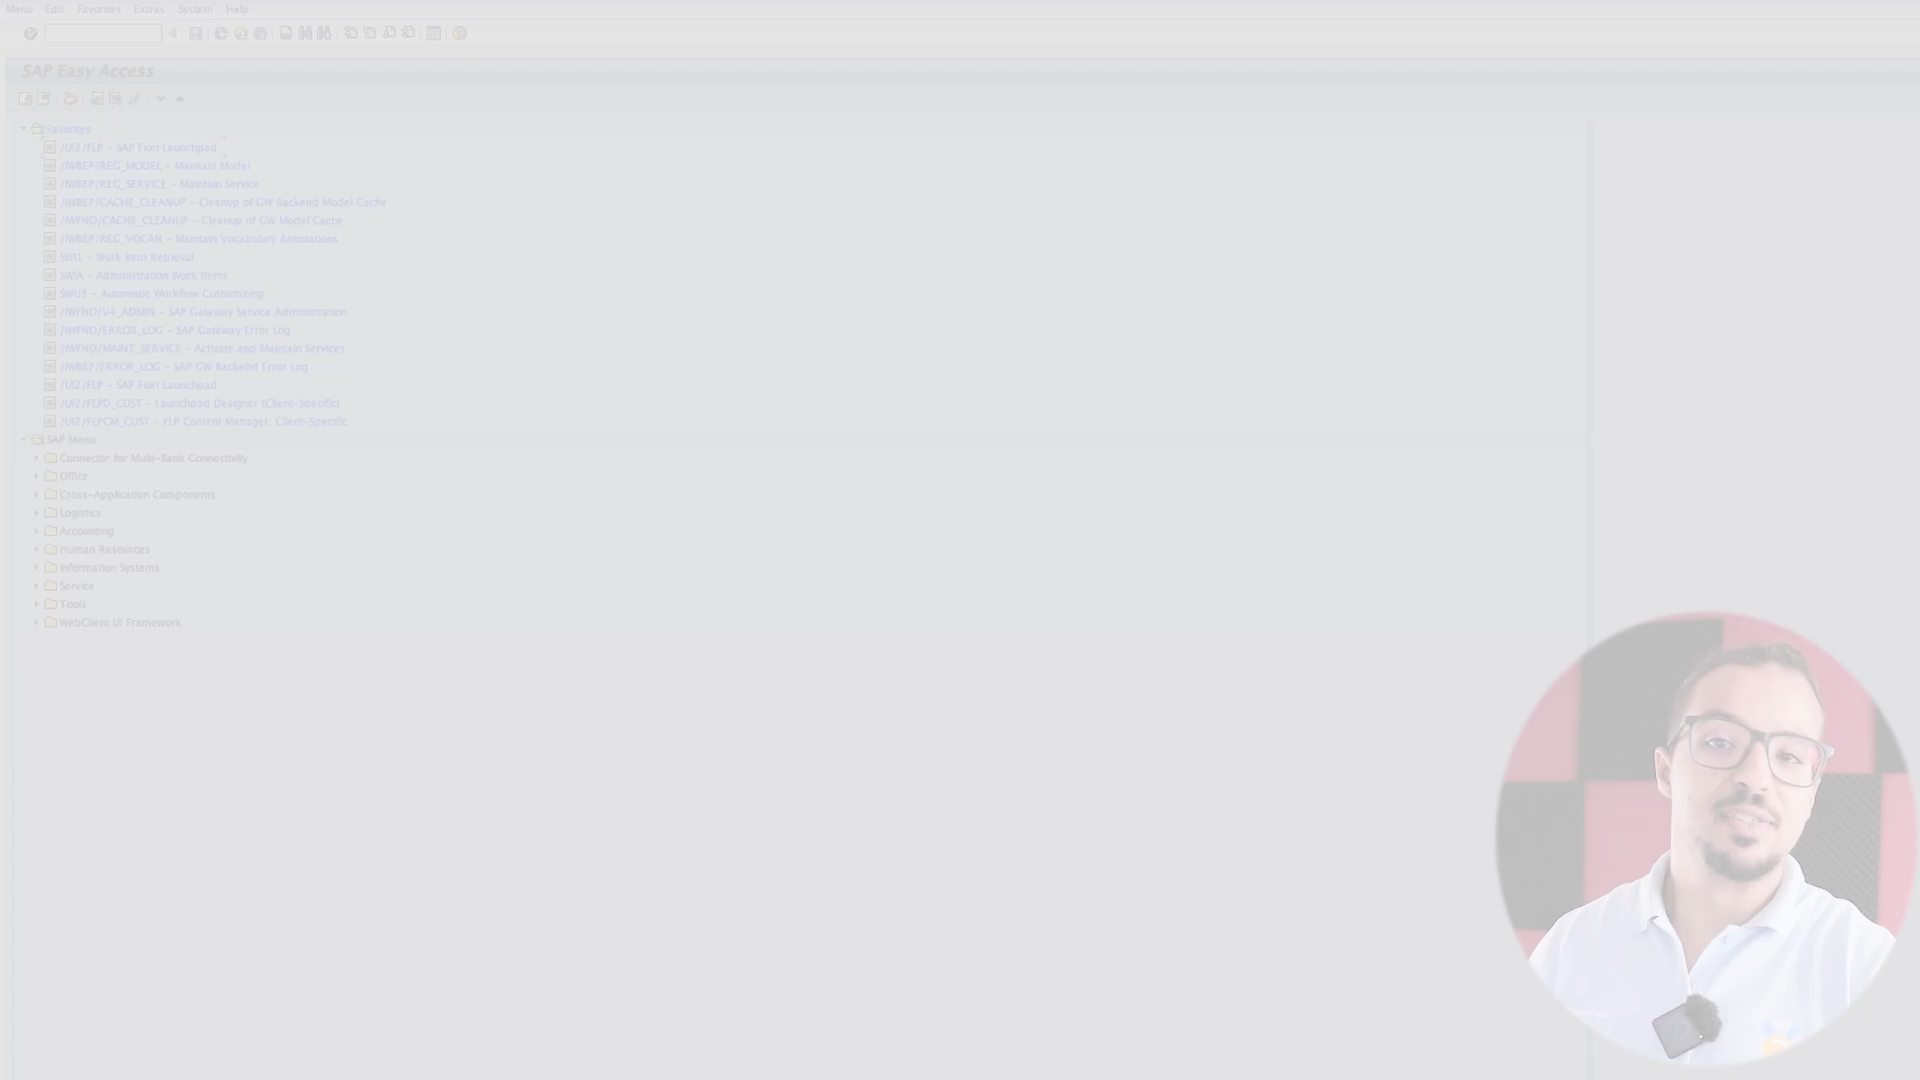 Menu Edit Favorites Extras System Help
SAP Easy Access
Favorites
/UI2/FLP - SAP Fiori Launchpad
/IWBEP/REG_MODEL - Maintain Model
/IWBEP/REG_SERVICE - Maintain Service
/IWBEP/CACHE_CLEANUP - Cleanup of GW Backend Model Cache
/IWFND/CACHE_CLEANUP - Cleanup of GW Model Cache
/IWBEP/REG_VOCAN - Maintain Vocabulary Annotations
SWI1 - Work Item Retrieval
SWIA - Administration Work Items
SWU3 - Automatic Workflow Customizing
/IWFND/V4_ADMIN - SAP Gateway Service Administration
/IWFND/ERROR_LOG - SAP Gateway Error Log
/IWFND/MAINT_SERVICE - Activate and Maintain Services
/IWBEP/ERROR_LOG - SAP GW Backend Error Log
/UI2/FLP - SAP Fiori Launchpad
/UI2/FLPD_CUST - Launchpad Designer (Client-Specific)
/UI2/FLPCM_CUST - FLP Content Manager: Client-Specific
SAP Menu
Connector for Multi-Bank Connectivity
Office
Cross-Application Components
Logistics
Accounting
Human Resources
Information Systems
Service
Tools
WebClient UI Framework